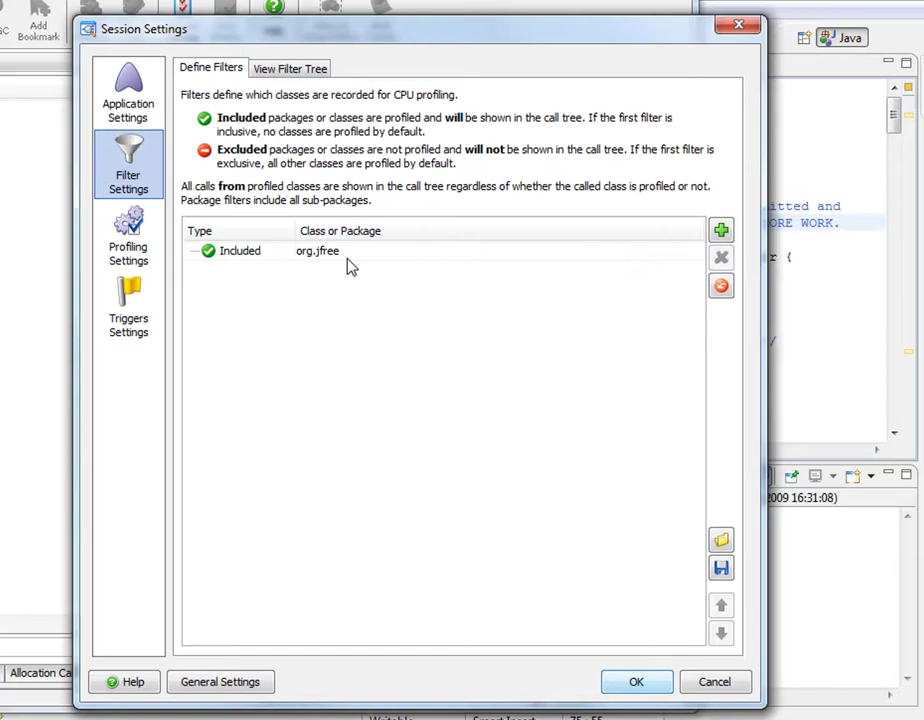 Add
Bookmark
Session Settings
Java
Define Filters
View Filter Tree
Application
Settings
Filter
Settings
Profiling
Settings
Triggers
Settings
Filters define which classes are recorded for CPU profiling.
Included packages or classes are profiled and will be shown in the call tree. If the first filter is
inclusive, no classes are profiled by default.
Excluded packages or classes are not profiled and will not be shown in the call tree. If the first filter is
exclusive, all other classes are profiled by default.
All calls from profiled classes are shown in the call tree regardless of whether the called class is profiled or not.
Package filters include all sub-packages.
Type Class or Package
Included org.jfree
itted and
ORE WORK.
r {
/
2009 16:31:08)
Allocation Ca
Help
General Settings
OK
Cancel
Writable Smart Insert 75 : 55